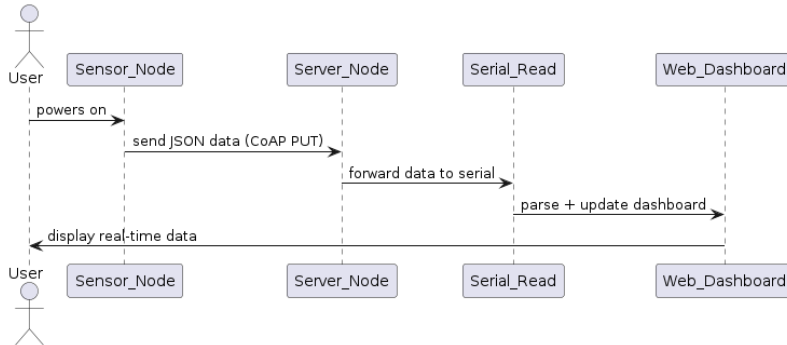 User
Sensor_Node
Server_Node
Serial_Read
Web_Dashboard
powers on
send JSON data (CoAP PUT)
forward data to serial
parse + update dashboard
display real-time data
User
Sensor_Node
Server_Node
Serial_Read
Web_Dashboard